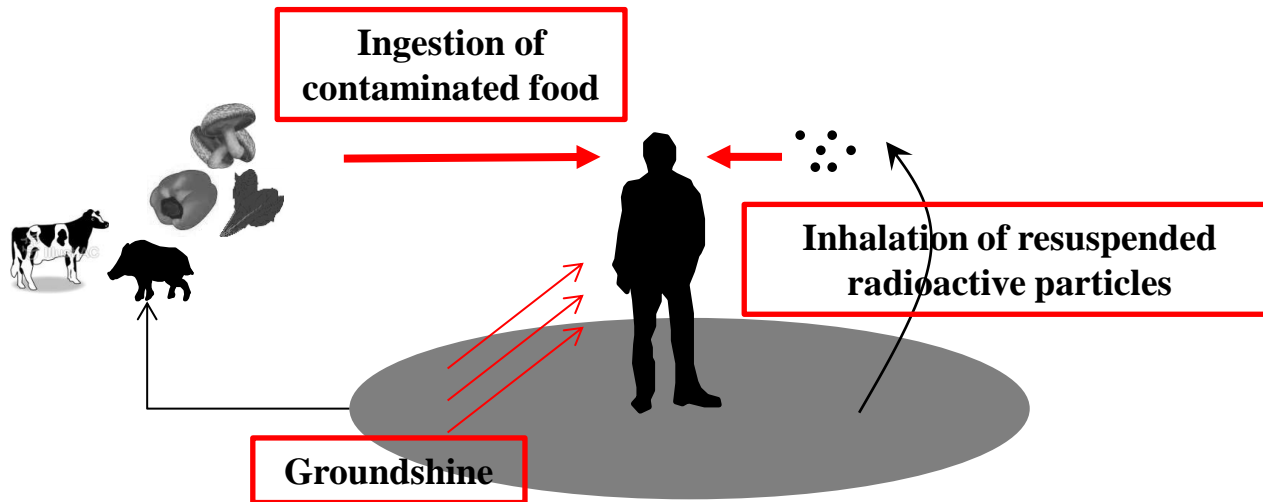 Ingestion of
contaminated food
Inhalation of resuspended
radioactive particles
Groundshine